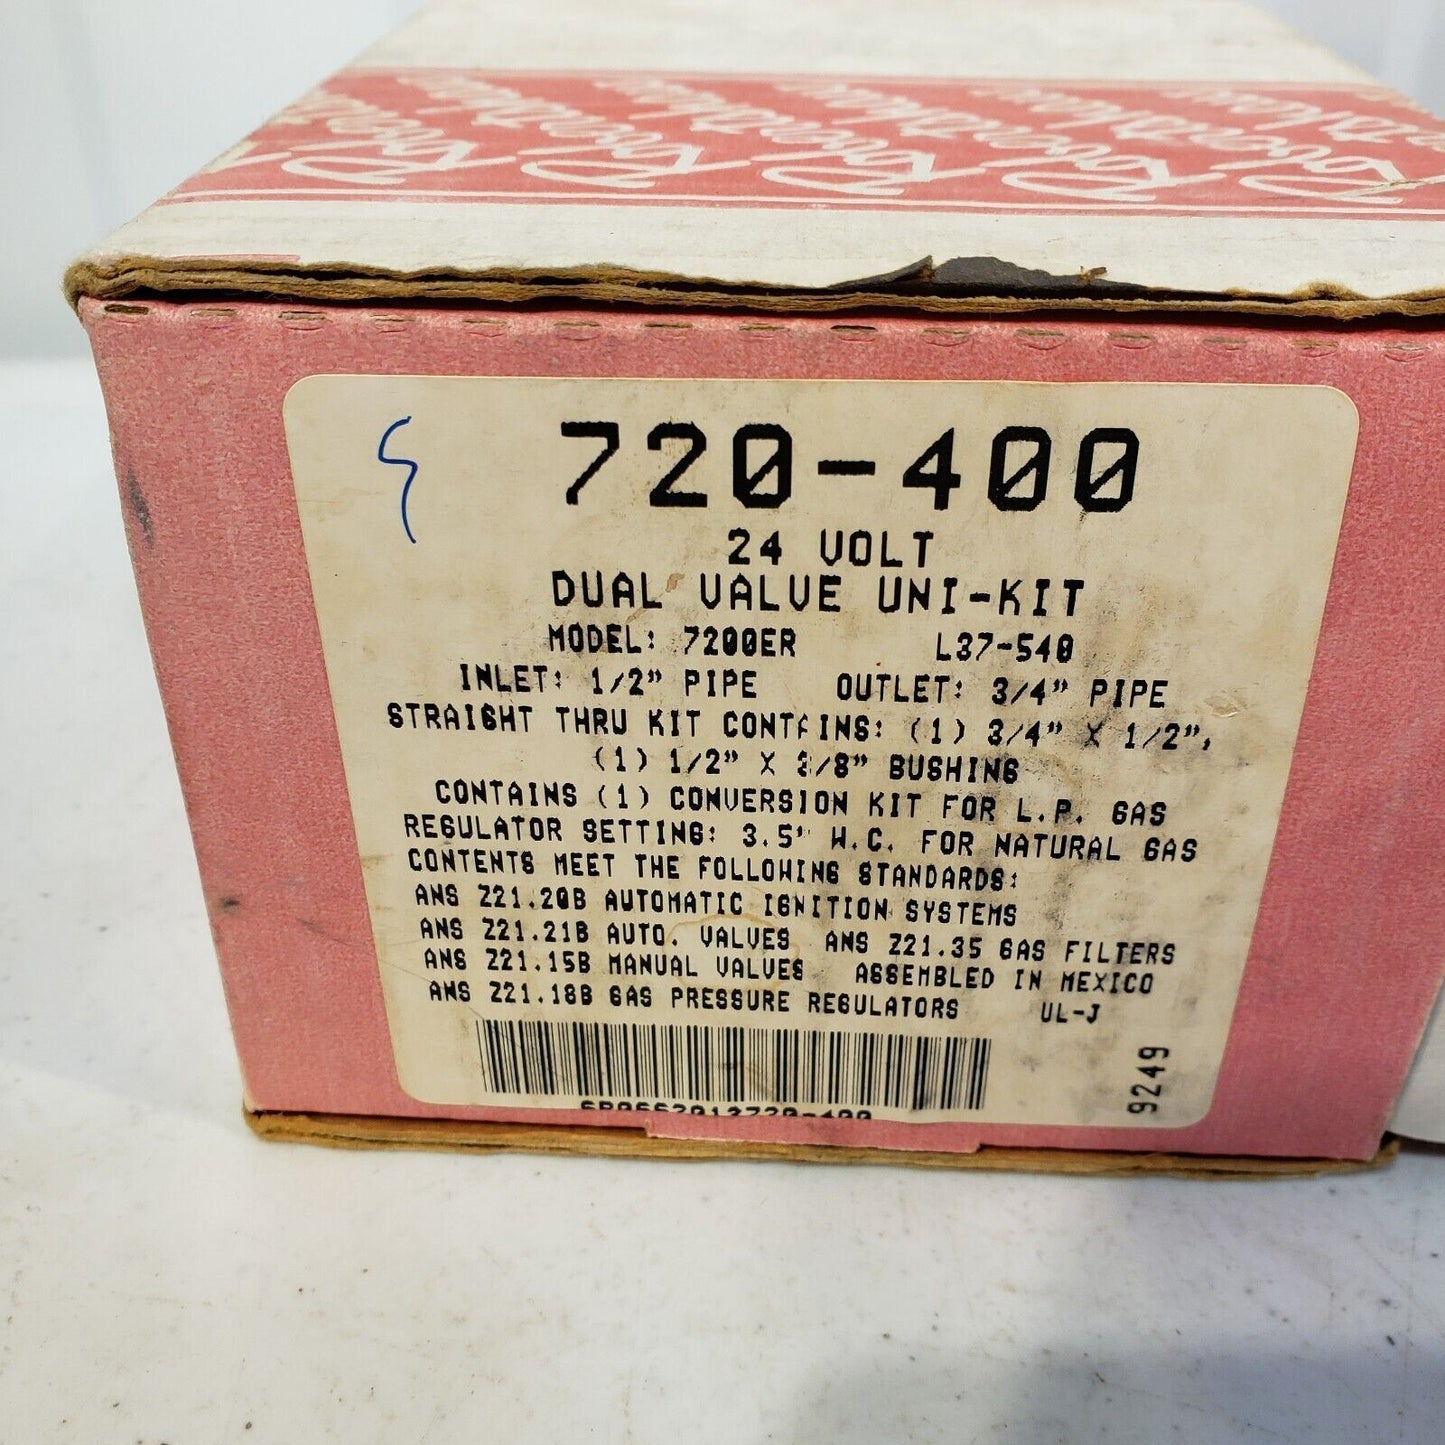 Robertshaw Robertshaw Robertshaw Robertshaw
720-400
24 VOLT
DUAL VALVE UNI-KIT
MODEL: 7200ER L37-540
INLET: 1/2" PIPE OUTLET: 3/4" PIPE
STRAIGHT THRU KIT CONTAINS: (1) 3/4" X 1/2",
(1) 1/2" X 3/8" BUSHING
CONTAINS (1) CONVERSION KIT FOR L.P. GAS
REGULATOR SETTING: 3.5" W.C. FOR NATURAL GAS
CONTENTS MEET THE FOLLOWING STANDARDS:
ANS Z21.20B AUTOMATIC IGNITION SYSTEMS
ANS Z21.21B AUTO. VALVES ANS Z21.35 GAS FILTERS
ANS Z21.15B MANUAL VALVES ASSEMBLED IN MEXICO
ANS Z21.18B GAS PRESSURE REGULATORS UL-J
9249